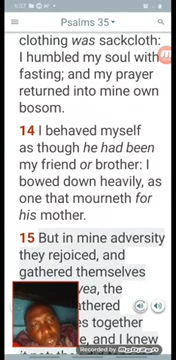 Psalms 35
clothing was sackcloth:
I humbled my soul with
fasting; and my prayer
returned into mine own
bosom.
14 I behaved myself
as though he had been
my friend or brother: I
bowed down heavily, as
one that mourneth for
his mother.
15 But in mine adversity
they rejoiced, and
gathered themselves
yea, the
together
and I knew
Recorded by